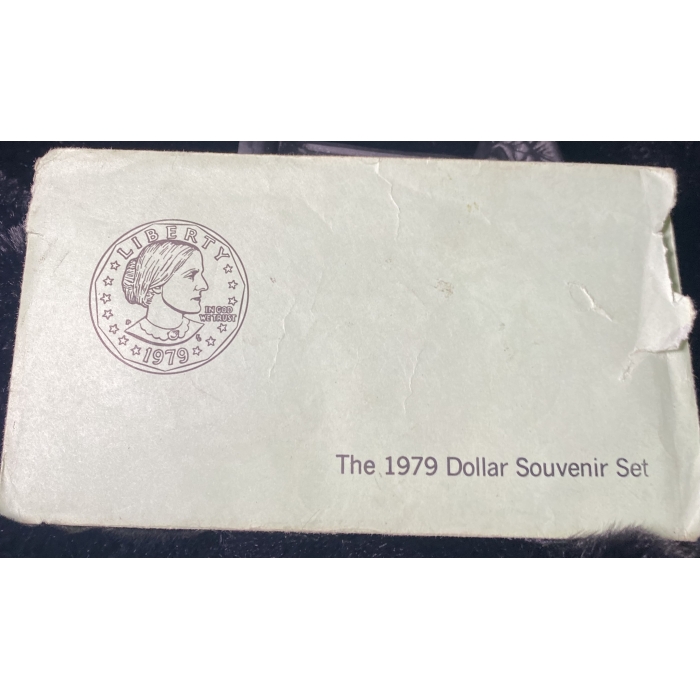 LIBERTY
IN GOD
WE TRUST
D
1979
The 1979 Dollar Souvenir Set